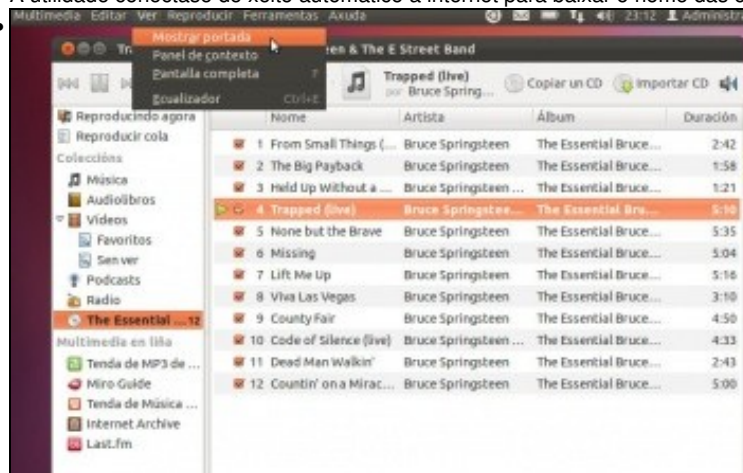 A utilidade conectase de xeito automático a internet para baixar o nome das
Multimedia Editar Ver Reproducir Ferramentas Axuda 23:12 Administra
Mostrar portada
Panel de contexto
Pantalla completa 7
Ecualizador Ctrl+E
een & The E Street Band
Trapped (live)
por Bruce Spring...
Copiar un CD
Importar CD
Reproducindo agora
Reproducir cola
Coleccións
Música
Audiolibros
Vídeos
Favoritos
Sen ver
Podcasts
Radio
The Essential ... 12
Multimedia en liña
Tenda de MP3 de ...
Miro Guide
Tenda de Música ...
Internet Archive
Last.fm
Nome Artista Álbum Duración
1 From Small Things (... Bruce Springsteen The Essential Bruce... 2:42
2 The Big Payback Bruce Springsteen The Essential Bruce... 1:58
3 Held Up Without a ... Bruce Springsteen ... The Essential Bruce... 1:21
4 Trapped (live) Bruce Springstee... The Essential Bru... 5:10
5 None but the Brave Bruce Springsteen The Essential Bruce... 5:35
6 Missing Bruce Springsteen The Essential Bruce... 5:04
7 Lift Me Up Bruce Springsteen The Essential Bruce... 5:16
8 Viva Las Vegas Bruce Springsteen The Essential Bruce... 3:10
9 County Fair Bruce Springsteen The Essential Bruce... 4:50
10 Code of Silence (live) Bruce Springsteen ... The Essential Bruce... 4:33
11 Dead Man Walkin' Bruce Springsteen The Essential Bruce... 2:43
12 Countin' on a Mirac... Bruce Springsteen The Essential Bruce... 5:00